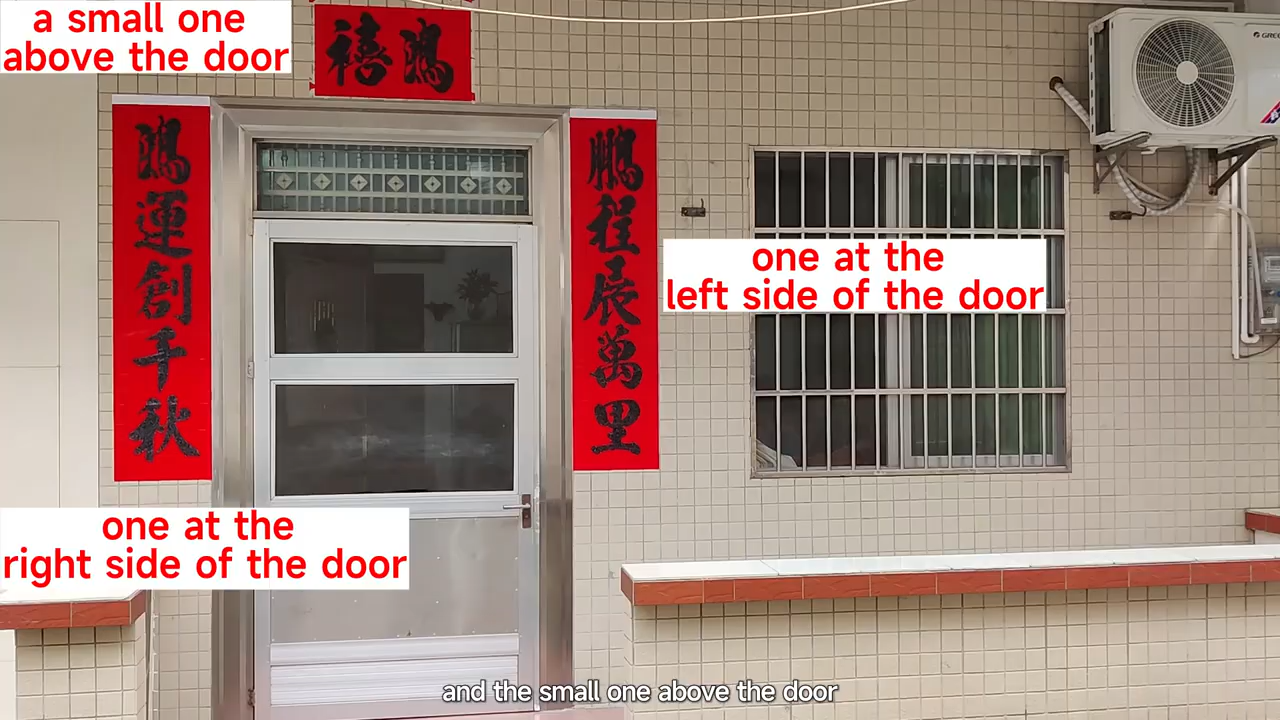 a small one
above the door
鴻禧
鵬程展萬里
鴻運創千秋
one at the
left side of the door
one at the
right side of the door
and the small one above the door